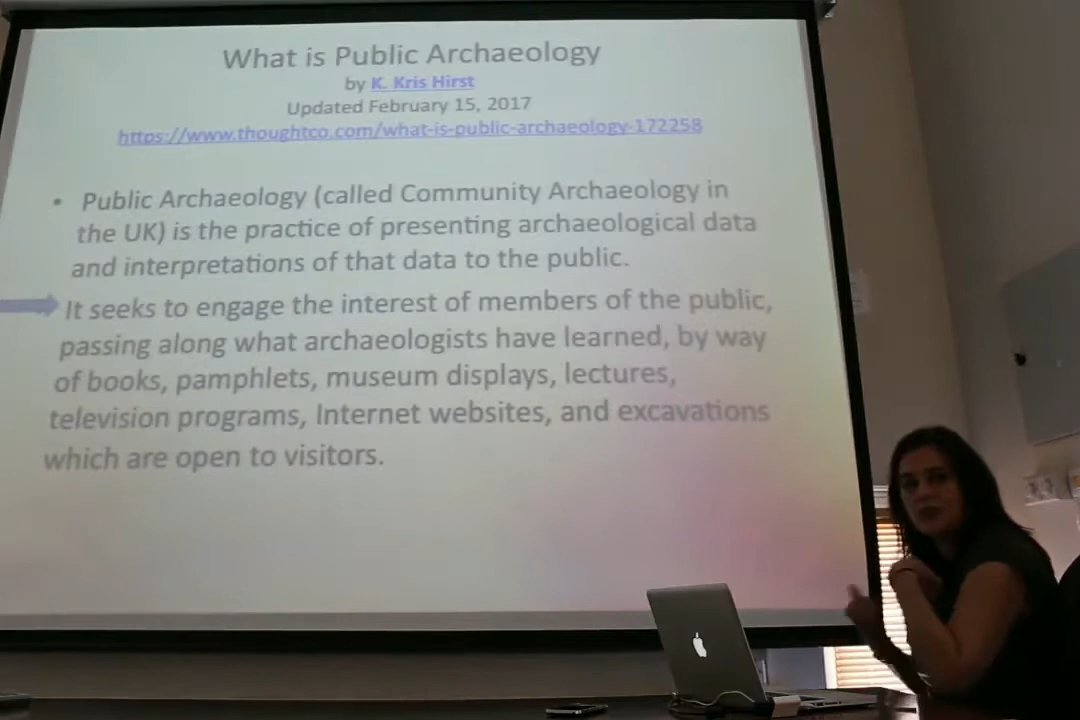 What is Public Archaeology
by K. Kris Hirst
Updated February 15, 2017
https://www.thoughtco.com/what-is-public-archaeology-172258
• Public Archaeology (called Community Archaeology in
the UK) is the practice of presenting archaeological data
and interpretations of that data to the public.
It seeks to engage the interest of members of the public,
passing along what archaeologists have learned, by way
of books, pamphlets, museum displays, lectures,
television programs, Internet websites, and excavations
which are open to visitors.